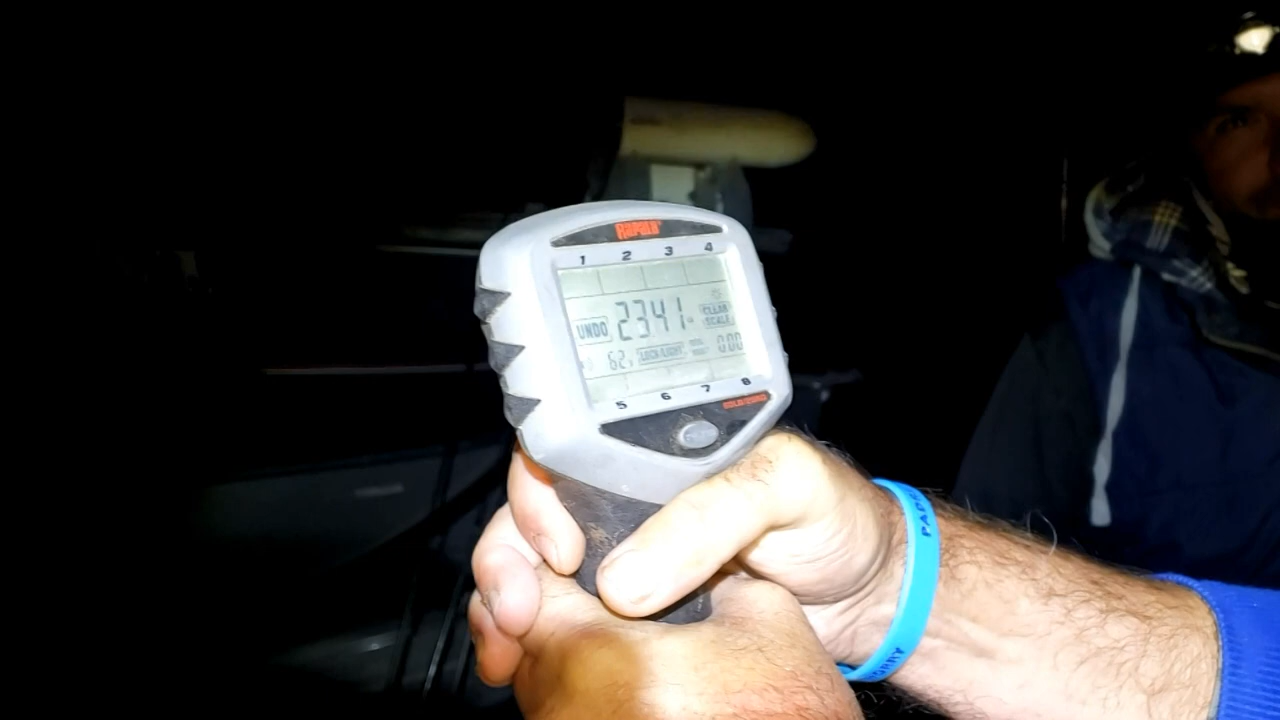 Rapala
1 2 3 4
UNDO 23.41 CLEAR SCALE
62 LOCK/LIGHT 0.00
5 6 7 8
PADD